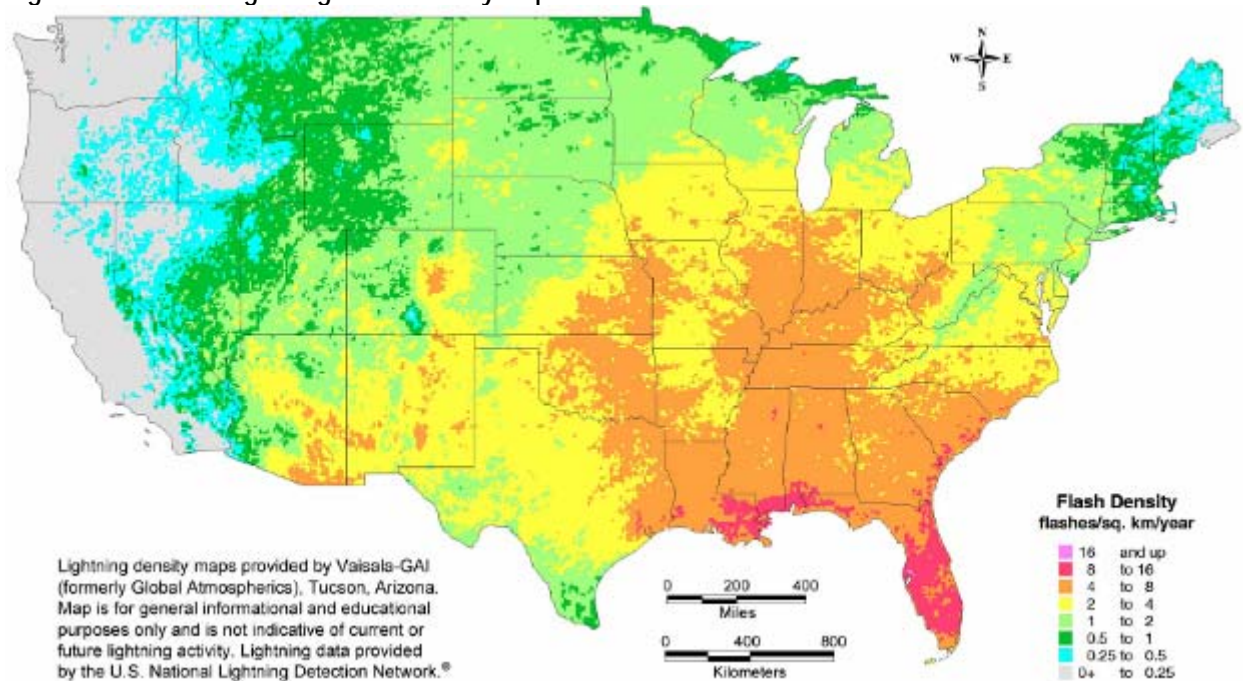 N
W E
S
Flash Density
flashes/sq. km/year
16 and up
8 to 16
4 to 8
2 to 4
1 to 2
0.5 to 1
0.25 to 0.5
0+ to 0.25
Lightning density maps provided by Vaisala-GAI
(formerly Global Atmospherics), Tucson, Arizona.
Map is for general informational and educational
purposes only and is not indicative of current or
future lightning activity. Lightning data provided
by the U.S. National Lightning Detection Network.®
0 200 400
Miles
0 400 800
Kilometers